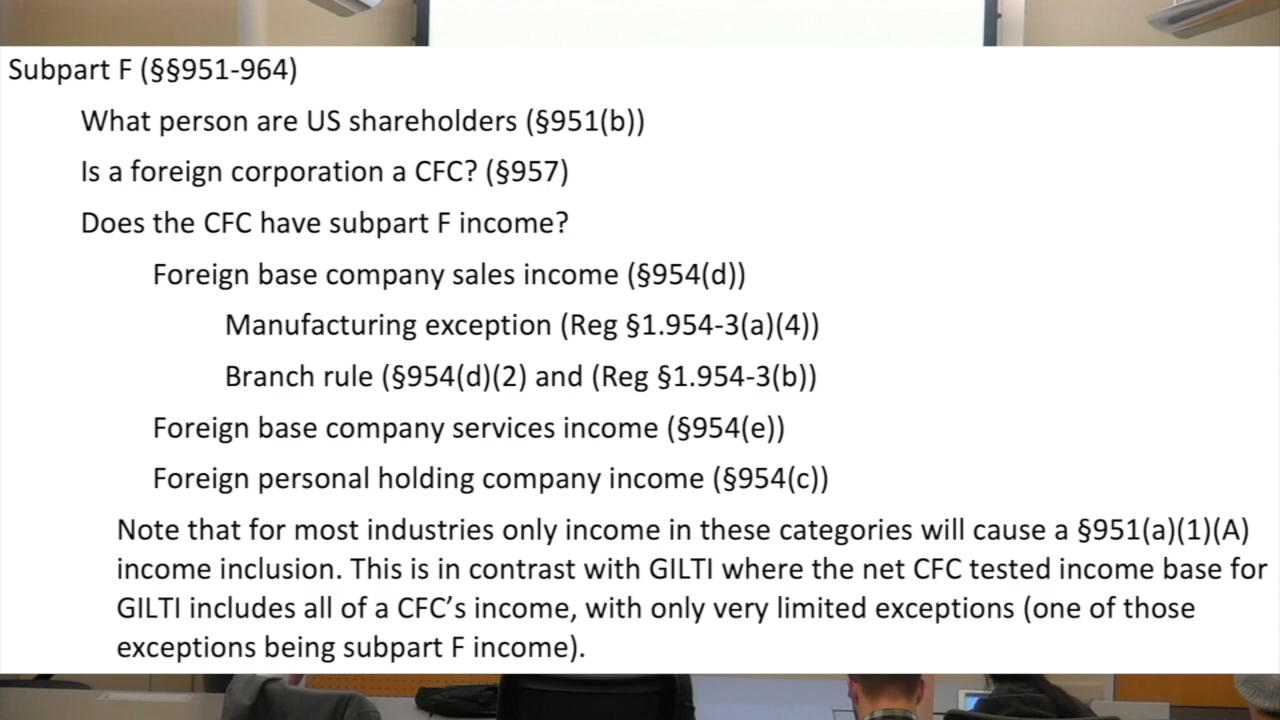 Subpart F (§§951-964)
What person are US shareholders (§951(b))
Is a foreign corporation a CFC? (§957)
Does the CFC have subpart F income?
Foreign base company sales income (§954(d))
Manufacturing exception (Reg §1.954-3(a)(4))
Branch rule (§954(d)(2) and (Reg §1.954-3(b))
Foreign base company services income (§954(e))
Foreign personal holding company income (§954(c))
Note that for most industries only income in these categories will cause a §951(a)(1)(A)
income inclusion. This is in contrast with GILTI where the net CFC tested income base for
GILTI includes all of a CFC’s income, with only very limited exceptions (one of those
exceptions being subpart F income).